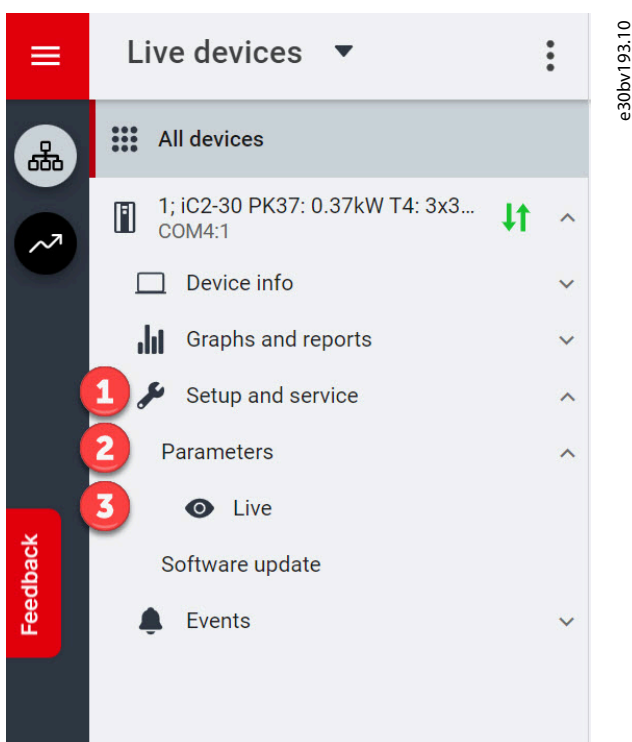 Live devices
e30bv193.10
All devices
1; iC2-30 PK37: 0.37kW T4: 3x3...
COM4:1
Device info
Graphs and reports
1 Setup and service
2 Parameters
3 Live
Software update
Events
Feedback